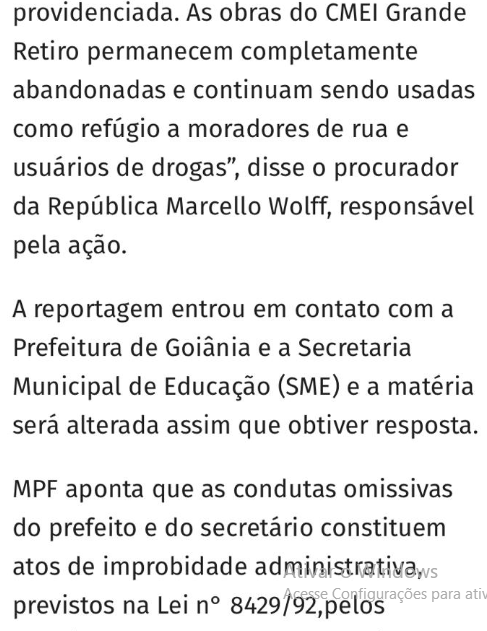 providenciada. As obras do CMEI Grande
Retiro permanecem completamente
abandonadas e continuam sendo usadas
como refúgio a moradores de rua e
usuários de drogas”, disse o procurador
da República Marcello Wolff, responsável
pela ação.
A reportagem entrou em contato com a
Prefeitura de Goiânia e a Secretaria
Municipal de Educação (SME) e a matéria
será alterada assim que obtiver resposta.
MPF aponta que as condutas omissivas
do prefeito e do secretário constituem
atos de improbidade administrativa,
previstos na Lei n° 8429/92,pelos
Ativar o Windows
Acesse Configurações para ativ